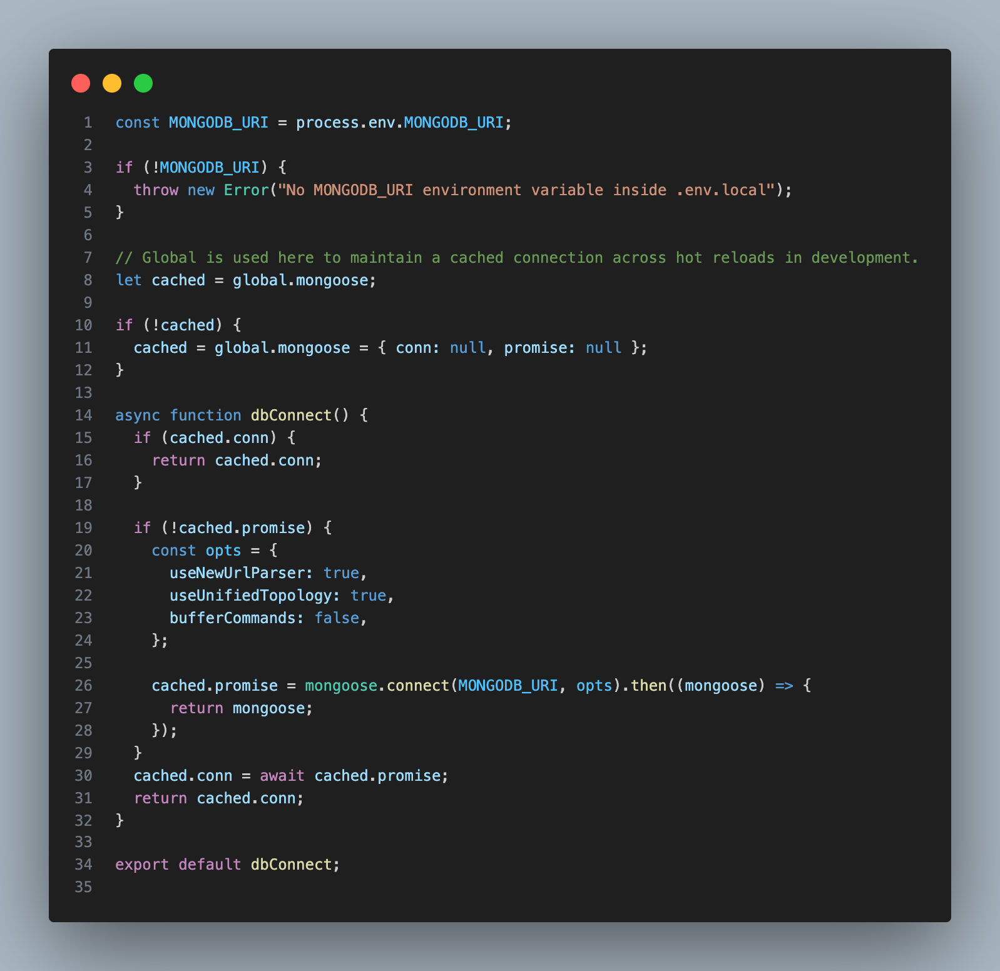 1 const MONGODB_URI = process.env.MONGODB_URI;
2
3 if (!MONGODB_URI) {
4   throw new Error("No MONGODB_URI environment variable inside .env.local");
5 }
6
7 // Global is used here to maintain a cached connection across hot reloads in development.
8 let cached = global.mongoose;
9
10 if (!cached) {
11   cached = global.mongoose = { conn: null, promise: null };
12 }
13
14 async function dbConnect() {
15   if (cached.conn) {
16     return cached.conn;
17   }
18
19   if (!cached.promise) {
20     const opts = {
21       useNewUrlParser: true,
22       useUnifiedTopology: true,
23       bufferCommands: false,
24     };
25
26     cached.promise = mongoose.connect(MONGODB_URI, opts).then((mongoose) => {
27       return mongoose;
28     });
29   }
30   cached.conn = await cached.promise;
31   return cached.conn;
32 }
33
34 export default dbConnect;
35